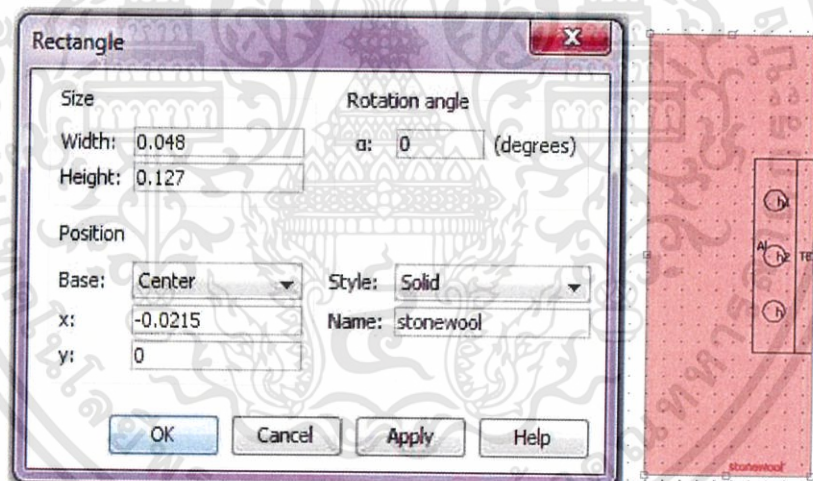 Rectangle
Size
Rotation angle
Width: 0.048
α: 0 (degrees)
Height: 0.127
Position
Base: Center
Style: Solid
x: -0.0215
Name: stonewool
y: 0
OK Cancel Apply Help
Al
h2
h
stonewool